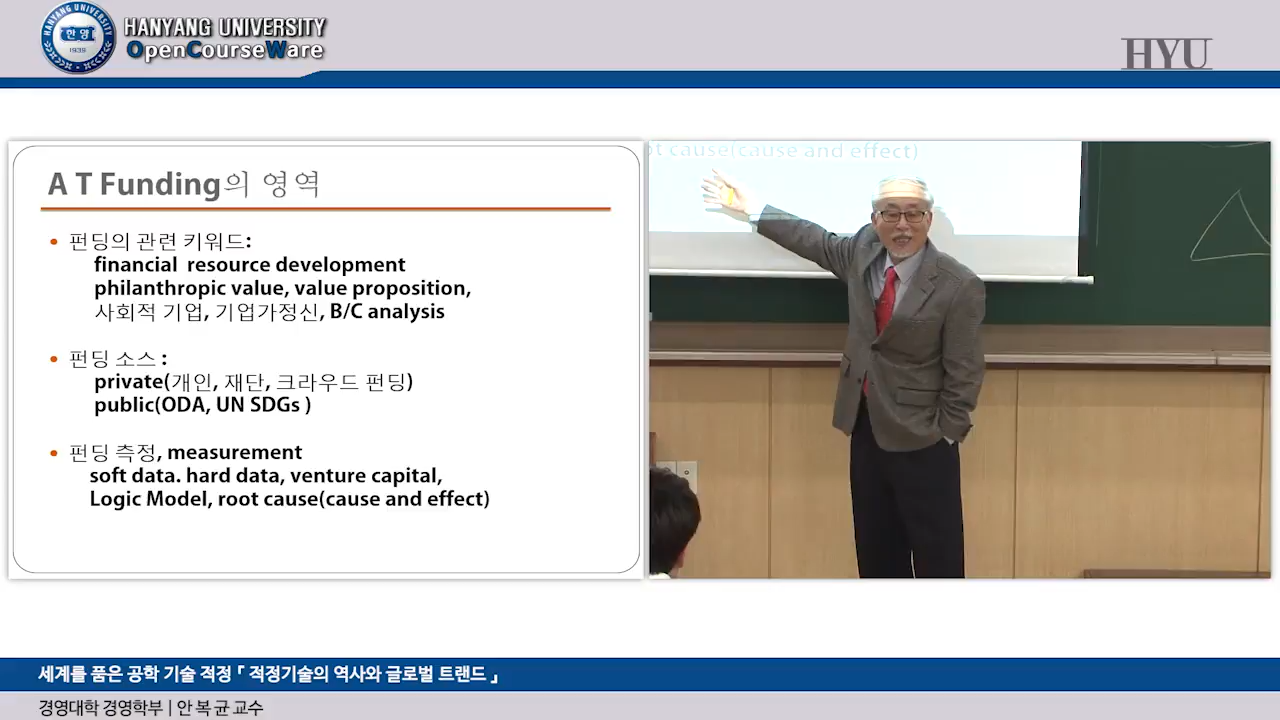 HANYANG UNIVERSITY
OpenCourseWare
HANYANG UNIVERSITY
한양
1939
HYU
A T Funding의 영역
• 펀딩의 관련 키워드:
financial resource development
philanthropic value, value proposition,
사회적 기업, 기업가정신, B/C analysis
• 펀딩 소스 :
private(개인, 재단, 크라우드 펀딩)
public(ODA, UN SDGs )
• 펀딩 측정, measurement
soft data. hard data, venture capital,
Logic Model, root cause(cause and effect)
ot cause(cause and effect)
세계를 품은 공학 기술 적정 「 적정기술의 역사와 글로벌 트랜드 」
경영대학 경영학부 | 안 복 균 교수